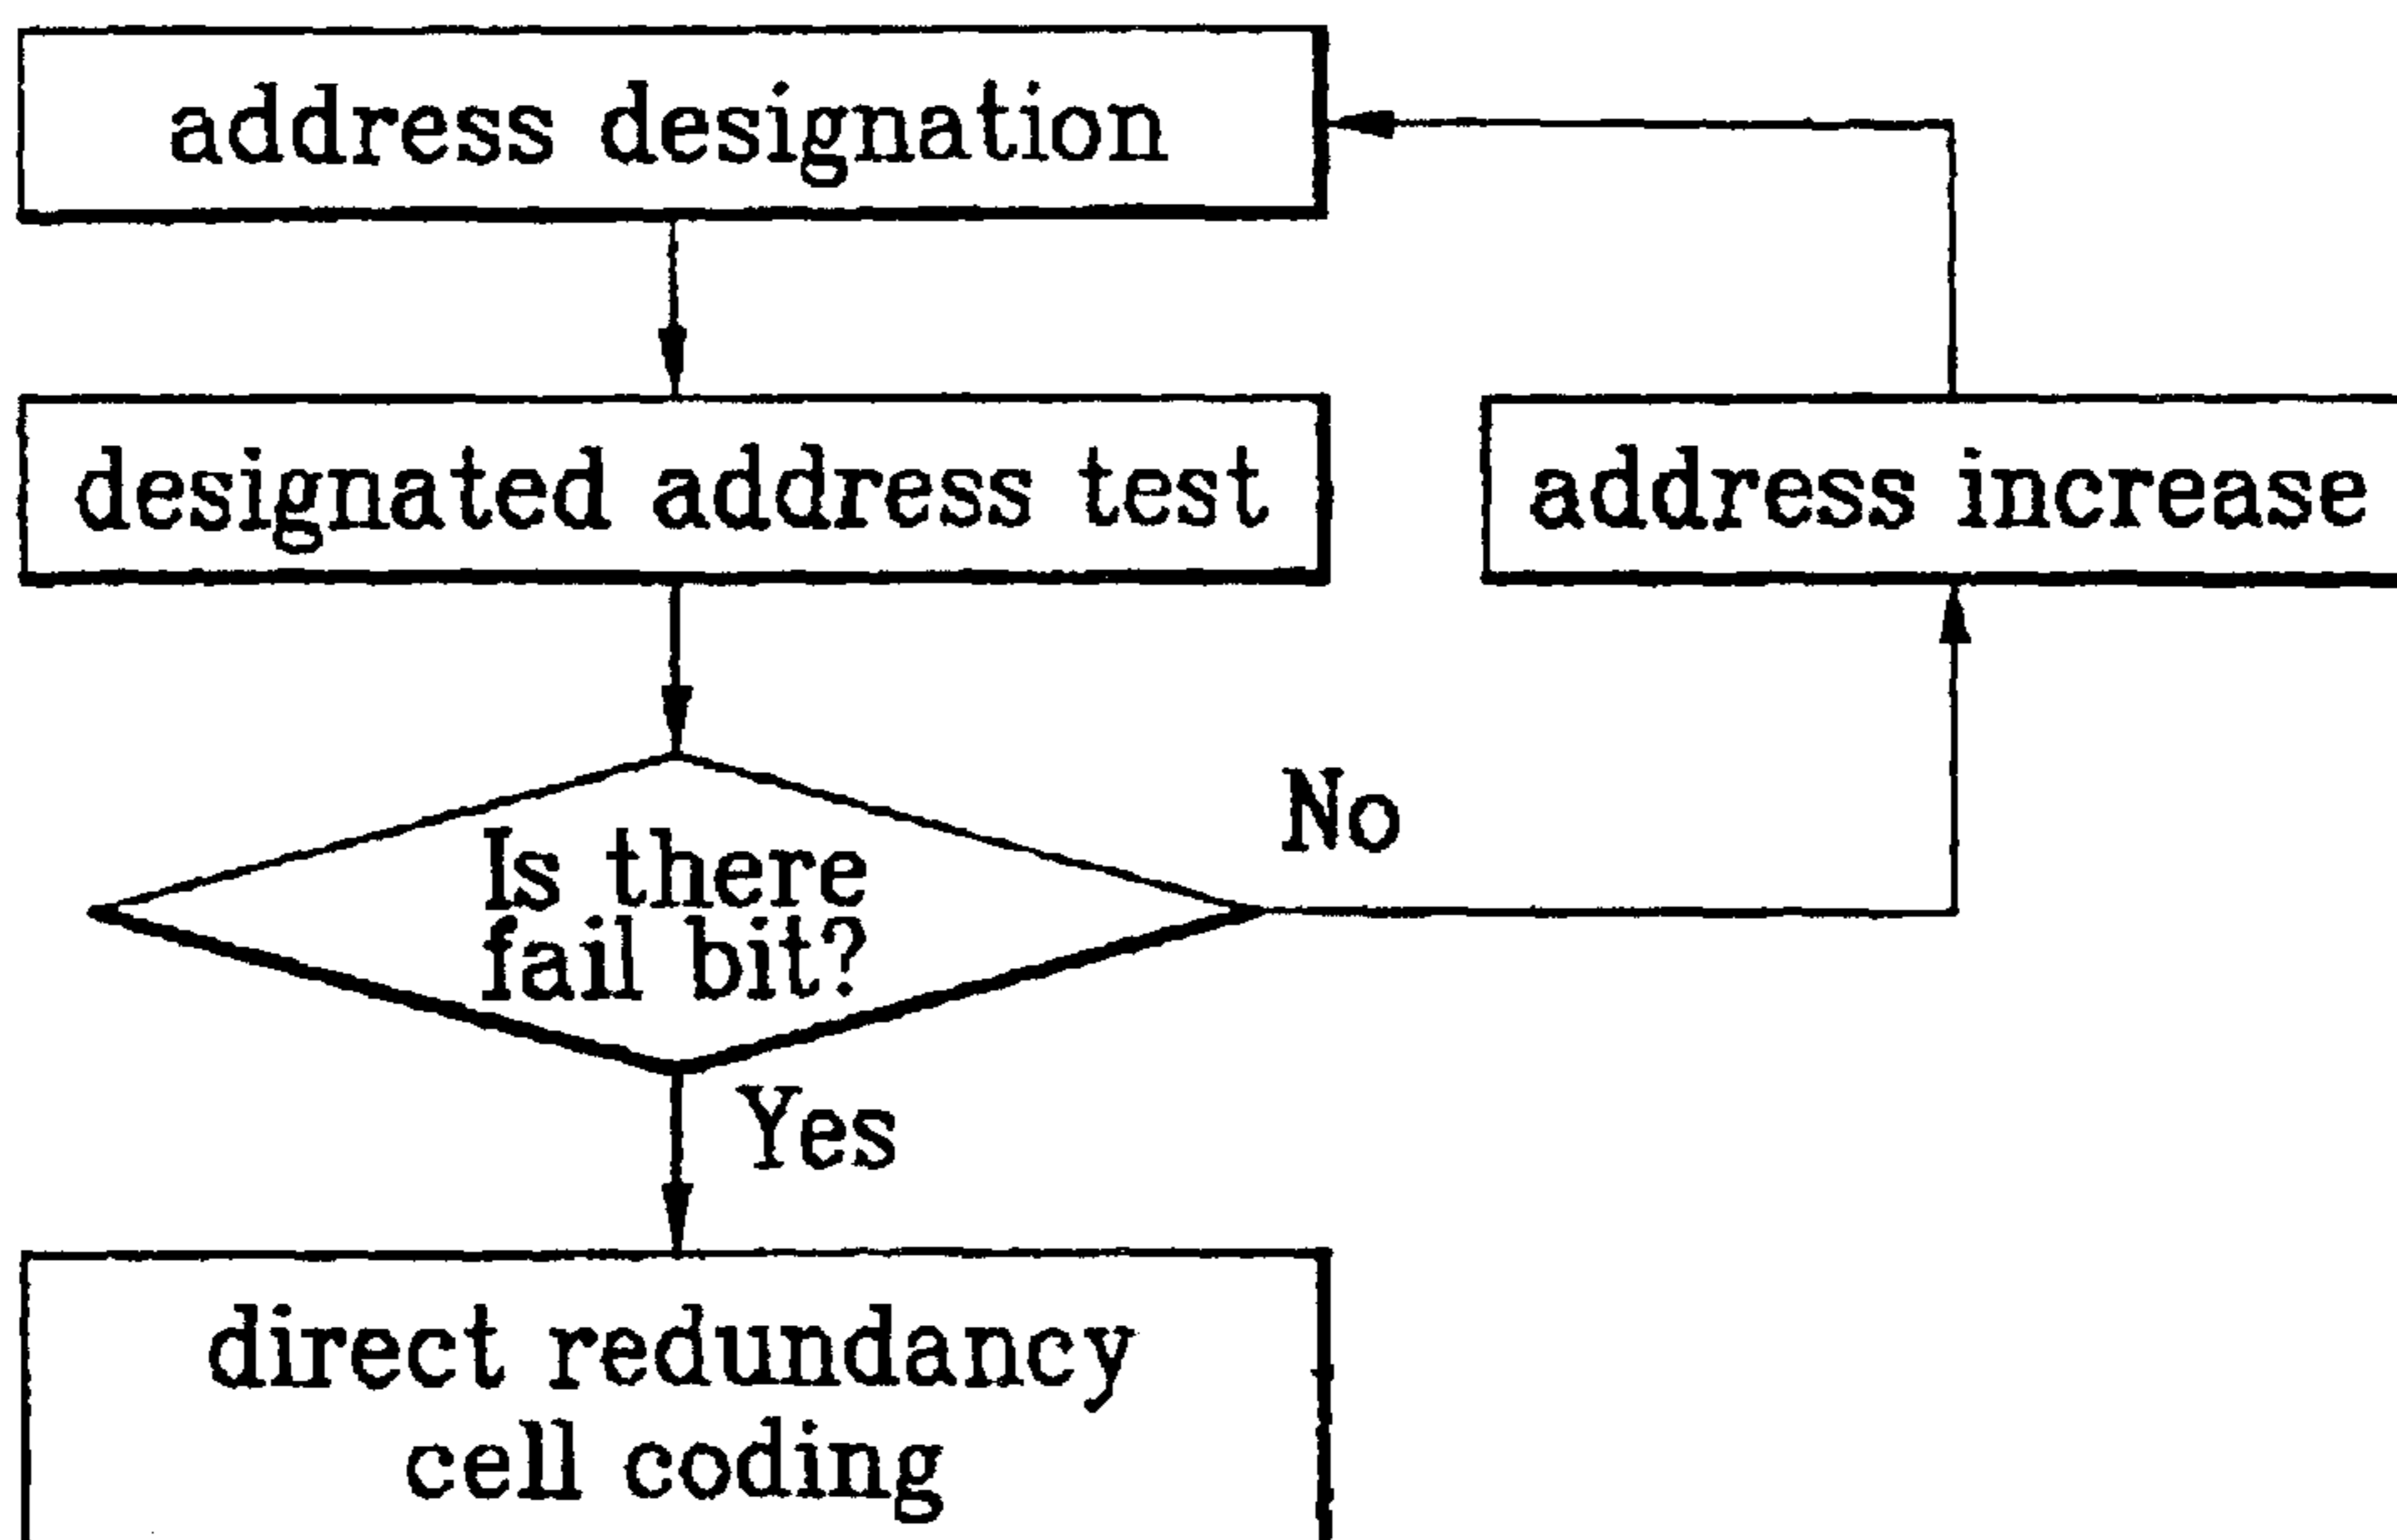 address designation
designated address test
address increase
Is there
fail bit?
No
Yes
direct redundancy
cell coding